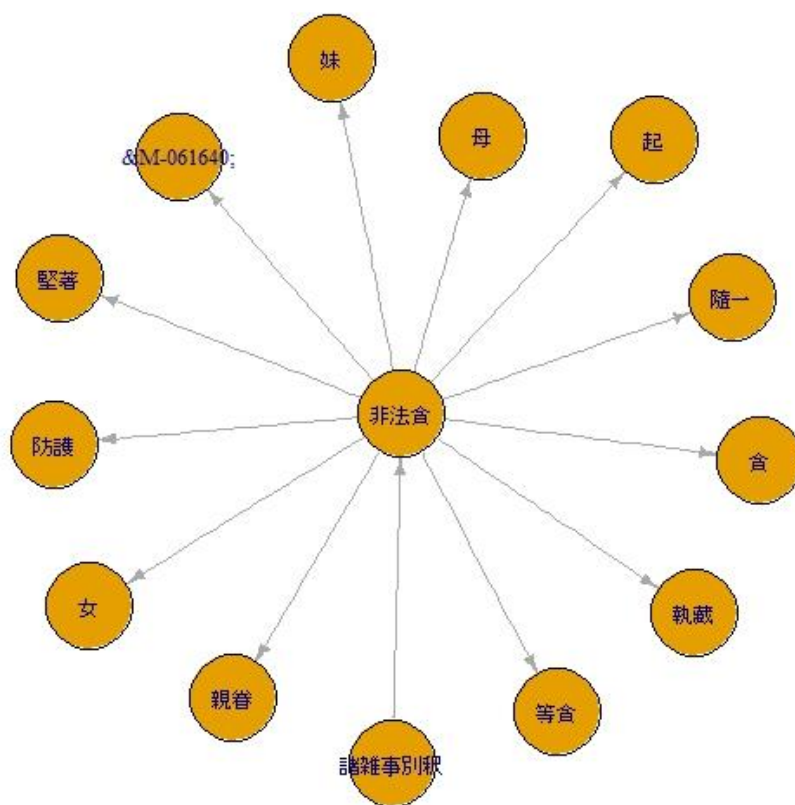 妹
母
起
&M-061640;
堅著
隨一
非法貪
防護
貪
女
執藏
親眷
等貪
諸雑事別釈